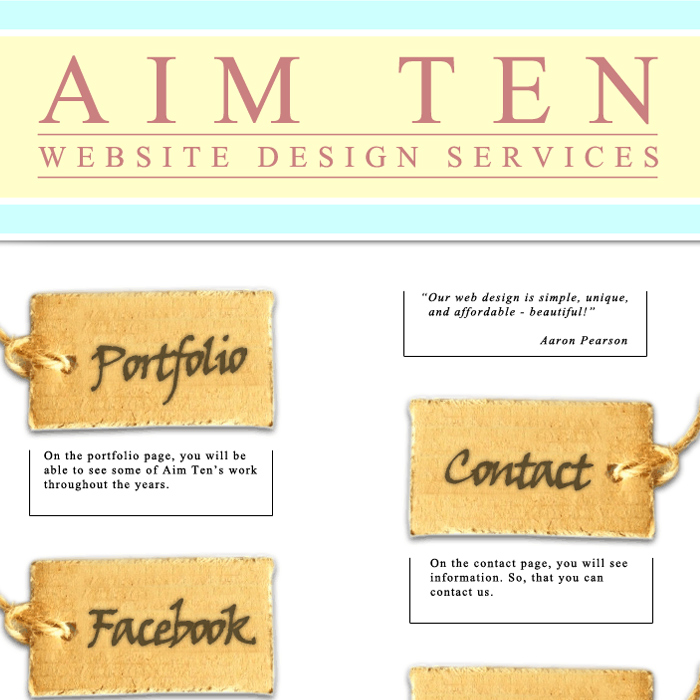 AIM TEN
WEBSITE DESIGN SERVICES
Portfolio
On the portfolio page, you will be
able to see some of Aim Ten's work
throughout the years.
Facebook
“Our web design is simple, unique,
and affordable - beautiful!”
Aaron Pearson
Contact
On the contact page, you will see
information. So, that you can
contact us.